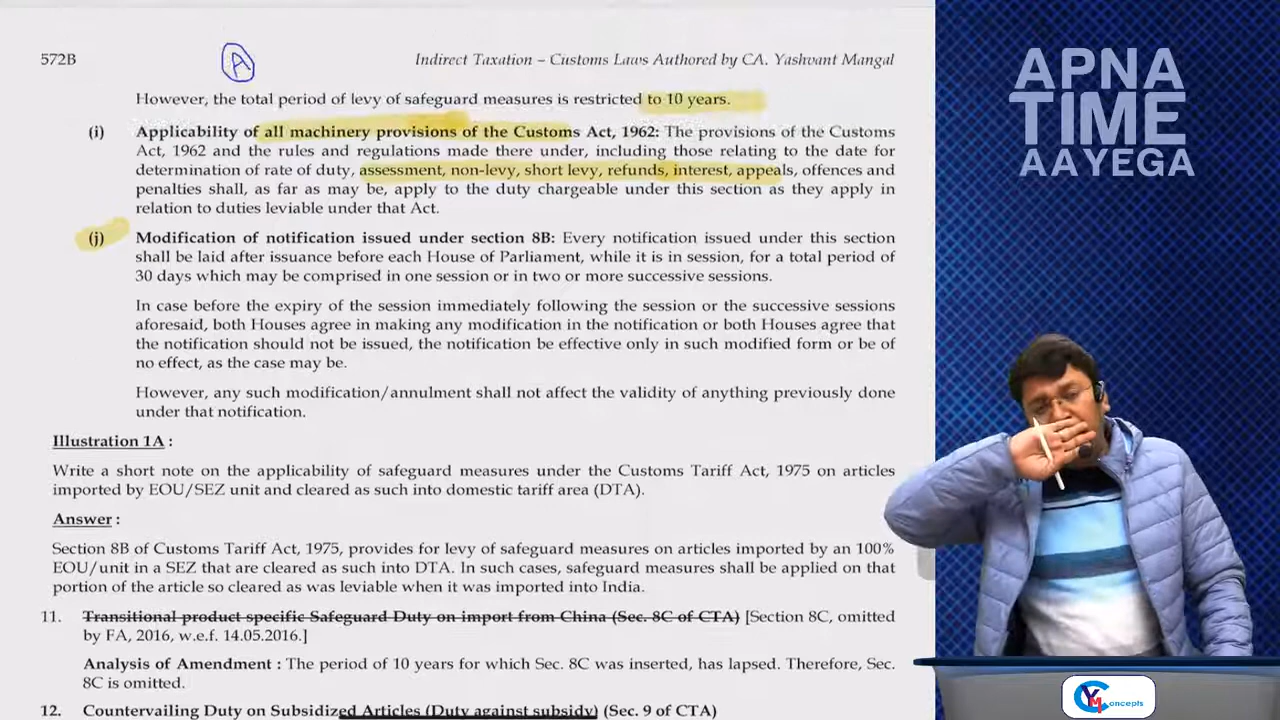 572B
A
Indirect Taxation – Customs Laws Authored by CA. Yashvant Mangal
However, the total period of levy of safeguard measures is restricted to 10 years.
(i) Applicability of all machinery provisions of the Customs Act, 1962: The provisions of the Customs
Act, 1962 and the rules and regulations made there under, including those relating to the date for
determination of rate of duty, assessment, non-levy, short levy, refunds, interest, appeals, offences and
penalties shall, as far as may be, apply to the duty chargeable under this section as they apply in
relation to duties leviable under that Act.
(j) Modification of notification issued under section 8B: Every notification issued under this section
shall be laid after issuance before each House of Parliament, while it is in session, for a total period of
30 days which may be comprised in one session or in two or more successive sessions.
In case before the expiry of the session immediately following the session or the successive sessions
aforesaid, both Houses agree in making any modification in the notification or both Houses agree that
the notification should not be issued, the notification be effective only in such modified form or be of
no effect, as the case may be.
However, any such modification/annulment shall not affect the validity of anything previously done
under that notification.
Illustration 1A :
Write a short note on the applicability of safeguard measures under the Customs Tariff Act, 1975 on articles
imported by EOU/SEZ unit and cleared as such into domestic tariff area (DTA).
Answer :
Section 8B of Customs Tariff Act, 1975, provides for levy of safeguard measures on articles imported by an 100%
EOU/unit in a SEZ that are cleared as such into DTA. In such cases, safeguard measures shall be applied on that
portion of the article so cleared as was leviable when it was imported into India.
11. Transitional product specific Safeguard Duty on import from China (Sec. 8C of CTA) [Section 8C, omitted
by FA, 2016, w.e.f. 14.05.2016.]
Analysis of Amendment : The period of 10 years for which Sec. 8C was inserted, has lapsed. Therefore, Sec.
8C is omitted.
12. Countervailing Duty on Subsidized Articles (Duty against subsidy) (Sec. 9 of CTA)
APNA
TIME
AAYEGA
YM Concepts